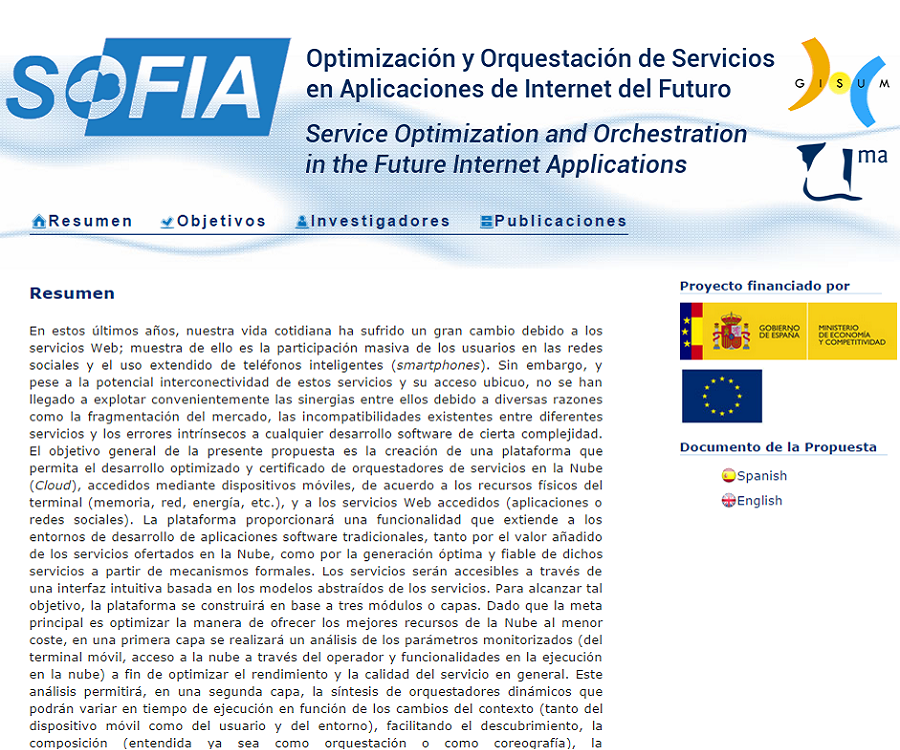 SOFIA
Optimización y Orquestación de Servicios
en Aplicaciones de Internet del Futuro
Service Optimization and Orchestration
in the Future Internet Applications
G I S U M
uma
Resumen Objetivos Investigadores Publicaciones
Resumen
En estos últimos años, nuestra vida cotidiana ha sufrido un gran cambio debido a los
servicios Web; muestra de ello es la participación masiva de los usuarios en las redes
sociales y el uso extendido de teléfonos inteligentes (smartphones). Sin embargo, y
pese a la potencial interconectividad de estos servicios y su acceso ubicuo, no se han
llegado a explotar convenientemente las sinergias entre ellos debido a diversas razones
como la fragmentación del mercado, las incompatibilidades existentes entre diferentes
servicios y los errores intrínsecos a cualquier desarrollo software de cierta complejidad.
El objetivo general de la presente propuesta es la creación de una plataforma que
permita el desarrollo optimizado y certificado de orquestadores de servicios en la Nube
(Cloud), accedidos mediante dispositivos móviles, de acuerdo a los recursos físicos del
terminal (memoria, red, energía, etc.), y a los servicios Web accedidos (aplicaciones o
redes sociales). La plataforma proporcionará una funcionalidad que extiende a los
entornos de desarrollo de aplicaciones software tradicionales, tanto por el valor añadido
de los servicios ofertados en la Nube, como por la generación óptima y fiable de dichos
servicios a partir de mecanismos formales. Los servicios serán accesibles a través de
una interfaz intuitiva basada en los modelos abstraídos de los servicios. Para alcanzar tal
objetivo, la plataforma se construirá en base a tres módulos o capas. Dado que la meta
principal es optimizar la manera de ofrecer los mejores recursos de la Nube al menor
coste, en una primera capa se realizará un análisis de los parámetros monitorizados (del
terminal móvil, acceso a la nube a través del operador y funcionalidades en la ejecución
en la nube) a fin de optimizar el rendimiento y la calidad del servicio en general. Este
análisis permitirá, en una segunda capa, la síntesis de orquestadores dinámicos que
podrán variar en tiempo de ejecución en función de los cambios del contexto (tanto del
dispositivo móvil como del usuario y del entorno), facilitando el descubrimiento, la
composición (entendida ya sea como orquestación o como coreografía), la
Proyecto financiado por
GOBIERNO
DE ESPAÑA
MINISTERIO
DE ECONOMÍA
Y COMPETITIVIDAD
Documento de la Propuesta
Spanish
English